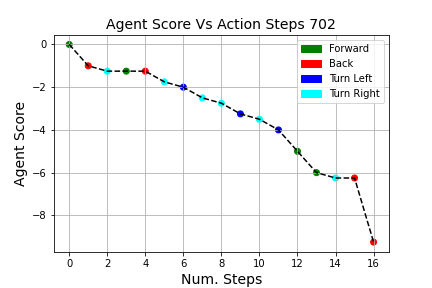 Agent Score Vs Action Steps 702
Forward
Back
Turn Left
Turn Right
Agent Score
0
−2
−4
−6
−8
0 2 4 6 8 10 12 14 16
Num. Steps